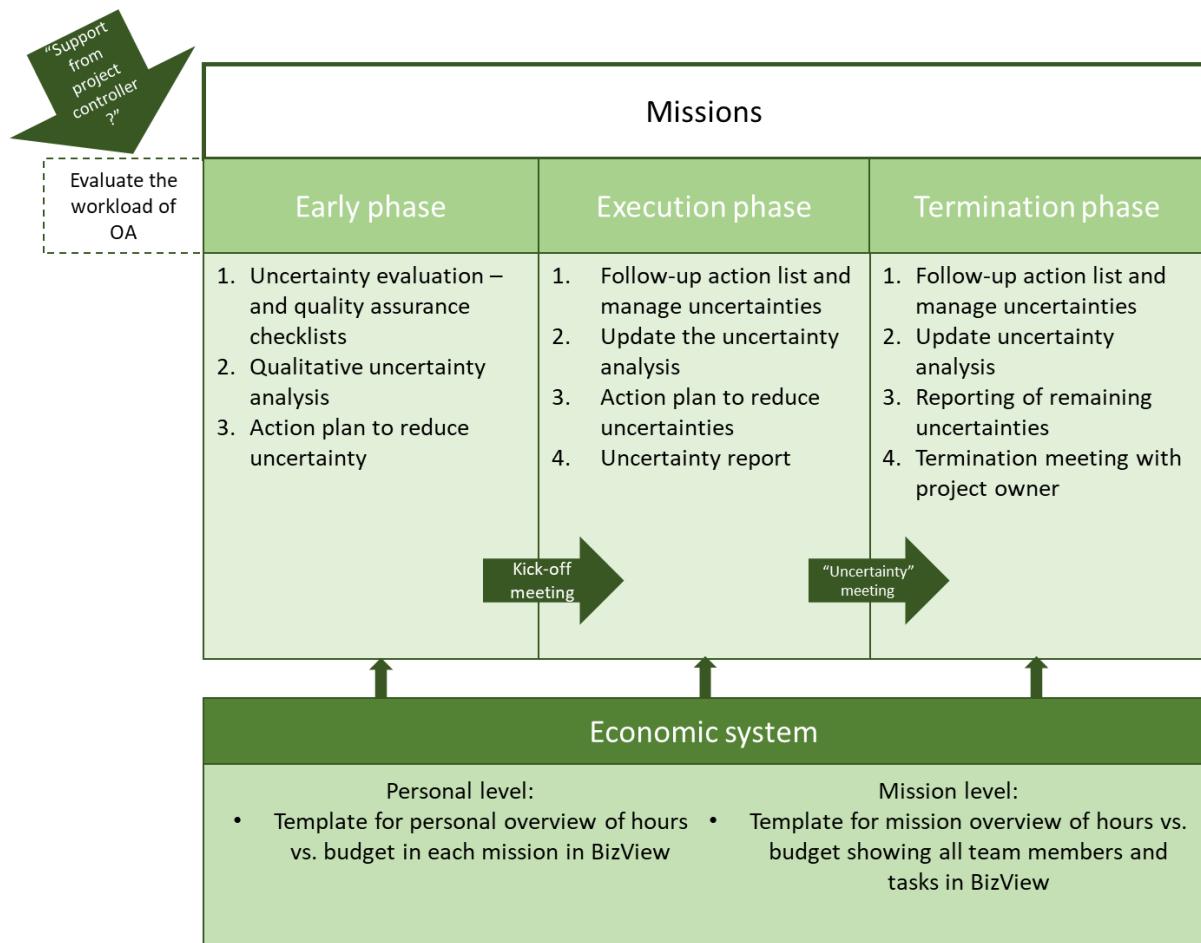 “Support
from
project
controller
?”
Missions
Evaluate the
workload of
OA
Early phase
Execution phase
Termination phase
1. Uncertainty evaluation –
and quality assurance
checklists
2. Qualitative uncertainty
analysis
3. Action plan to reduce
uncertainty
1. Follow-up action list and
manage uncertainties
2. Update the uncertainty
analysis
3. Action plan to reduce
uncertainties
4. Uncertainty report
1. Follow-up action list and
manage uncertainties
2. Update uncertainty
analysis
3. Reporting of remaining
uncertainties
4. Termination meeting with
project owner
Kick-off
meeting
“Uncertainty”
meeting
Economic system
Personal level:
• Template for personal overview of hours
vs. budget in each mission in BizView
Mission level:
• Template for mission overview of hours vs.
budget showing all team members and
tasks in BizView